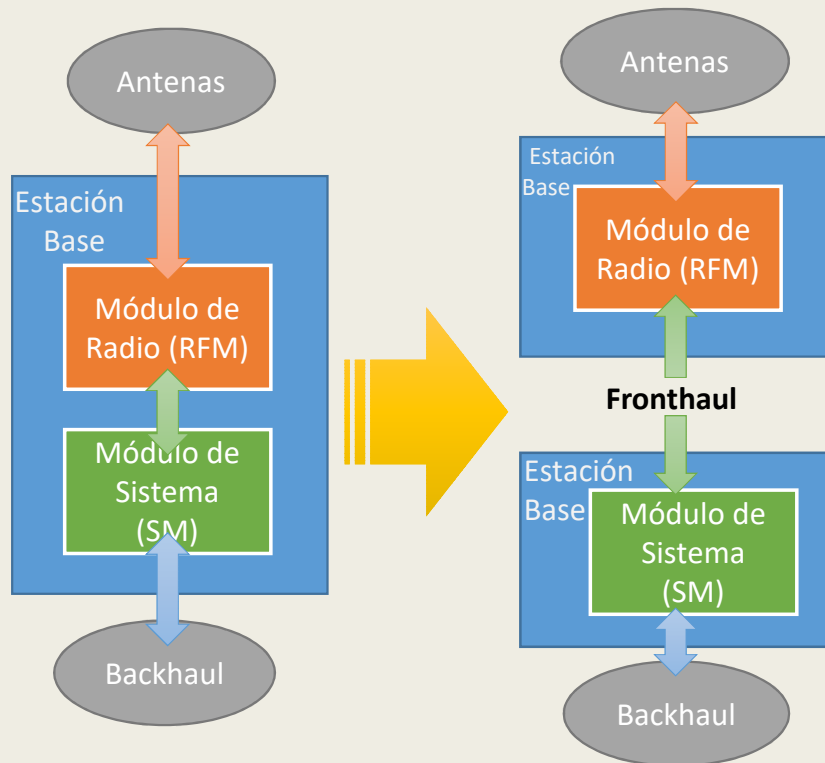 Antenas
Estación
Base
Módulo de
Radio (RFM)
Módulo de
Sistema
(SM)
Backhaul
Antenas
Estación
Base
Módulo de
Radio (RFM)
Fronthaul
Estación
Base
Módulo de
Sistema
(SM)
Backhaul